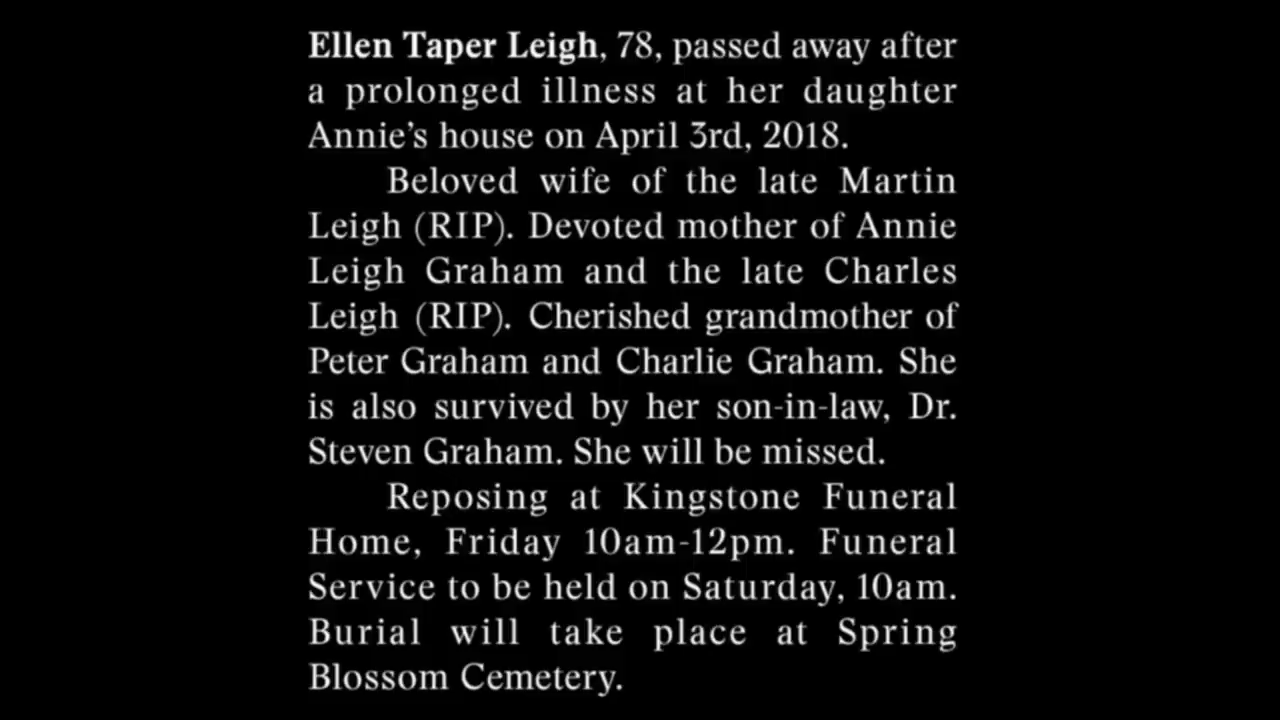 Ellen Taper Leigh, 78, passed away after
a prolonged illness at her daughter
Annie’s house on April 3rd, 2018.
Beloved wife of the late Martin
Leigh (RIP). Devoted mother of Annie
Leigh Graham and the late Charles
Leigh (RIP). Cherished grandmother of
Peter Graham and Charlie Graham. She
is also survived by her son-in-law, Dr.
Steven Graham. She will be missed.
Reposing at Kingstone Funeral
Home, Friday 10am-12pm. Funeral
Service to be held on Saturday, 10am.
Burial will take place at Spring
Blossom Cemetery.